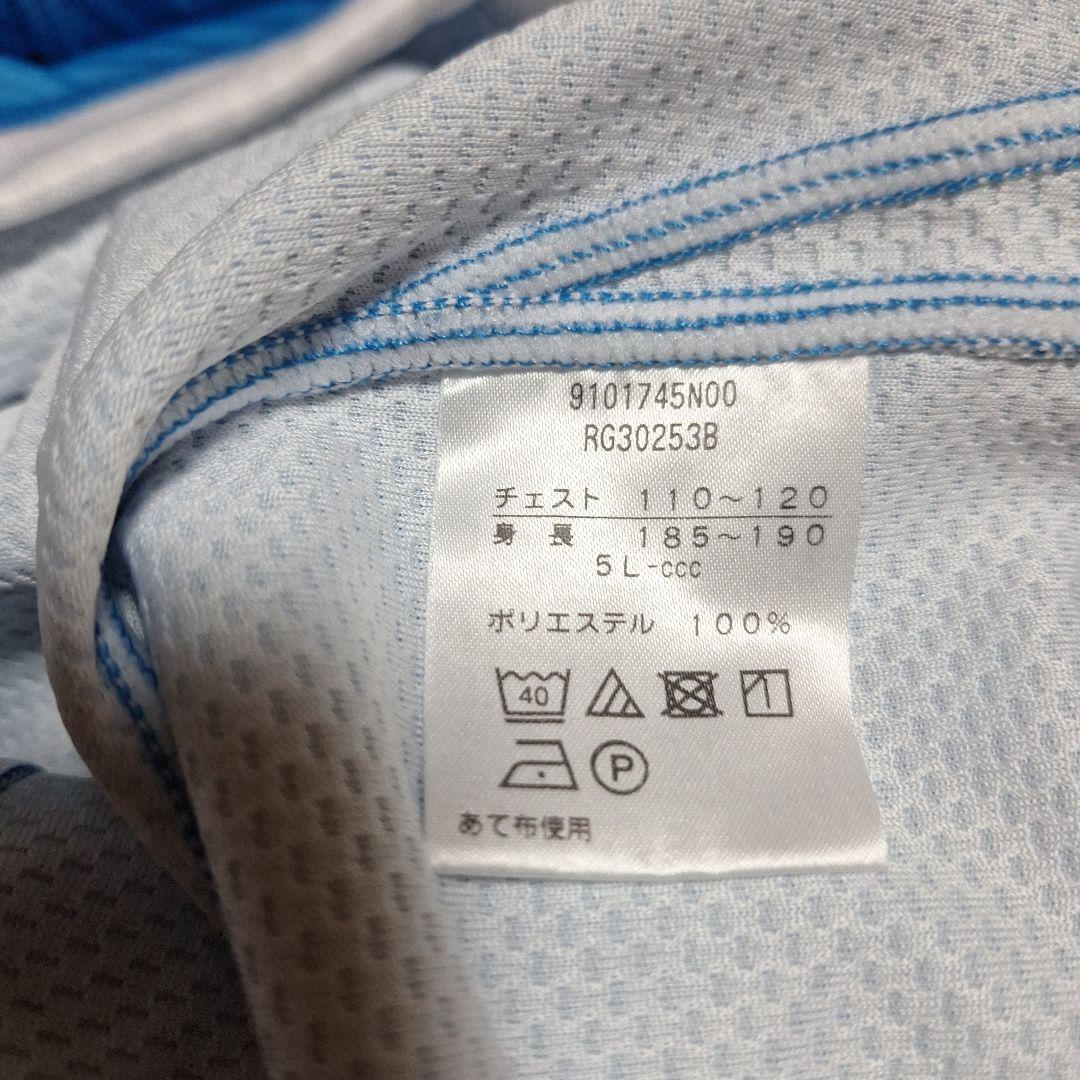 9101745N00
RG30253B
チェスト 110～120
身長 185～190
5L-ccc
ポリエステル 100%
40
P
あて布使用